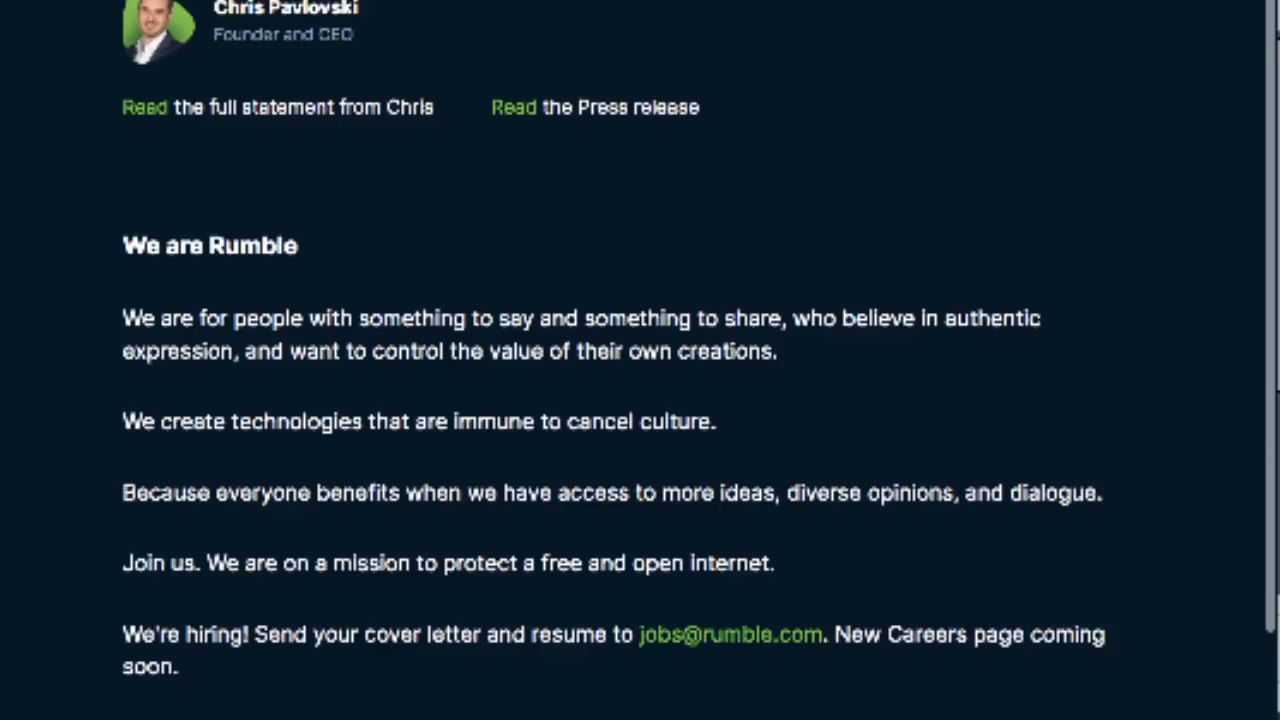 Chris Pavlovski
Founder and CEO
Read the full statement from Chris
Read the Press release
We are Rumble
We are for people with something to say and something to share, who believe in authentic
expression, and want to control the value of their own creations.
We create technologies that are immune to cancel culture.
Because everyone benefits when we have access to more ideas, diverse opinions, and dialogue.
Join us. We are on a mission to protect a free and open internet.
We're hiring! Send your cover letter and resume to jobs@rumble.com. New Careers page coming
soon.